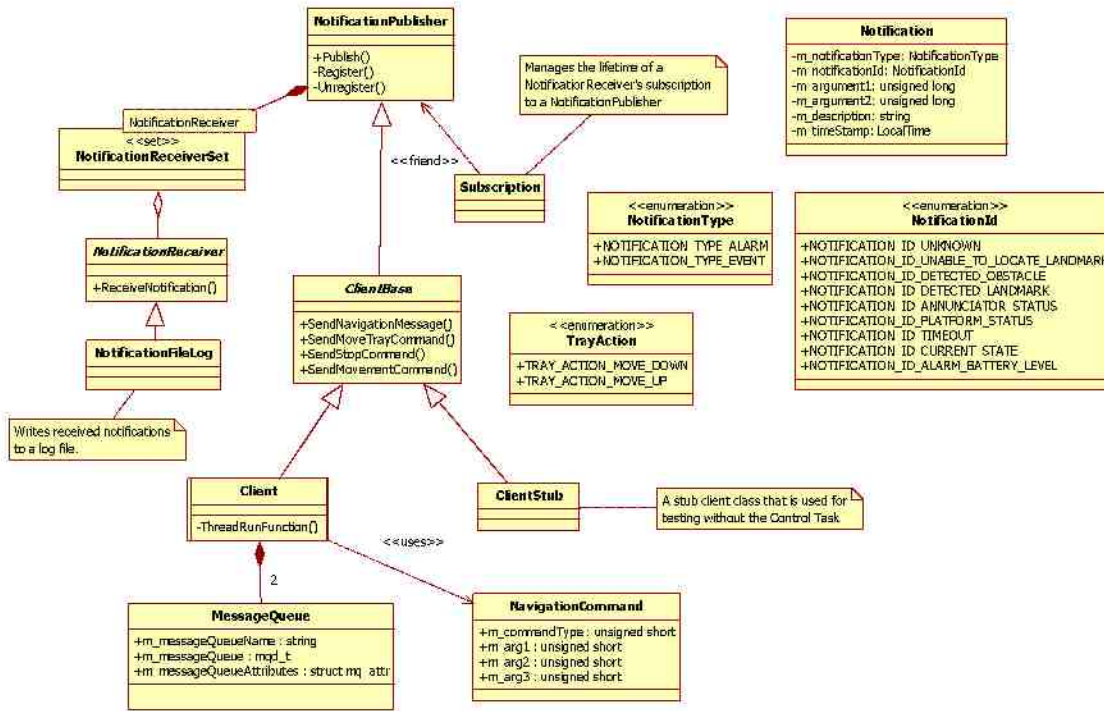 NotificationPublisher
+Publish()
-Register()
-Unregister()
Notification
-m_notificationType: NotificationType
-m_notificationId: NotificationId
-m_argument1: unsigned long
-m_argument2: unsigned long
-m_description: string
-m_timeStamp: LocalTime
Manages the lifetime of a
NotificationReceiver's subscription
to a NotificationPublisher
NotificationReceiver
<<set>>
NotificationReceiverSet
<<friend>>
Subscription
<<enumeration>>
NotificationType
+NOTIFICATION_TYPE_ALARM
+NOTIFICATION_TYPE_EVENT
<<enumeration>>
NotificationId
+NOTIFICATION_ID_UNKNOWN
+NOTIFICATION_ID_UNABLE_TO_LOCATE_LANDMARK
+NOTIFICATION_ID_DETECTED_OBSTACLE
+NOTIFICATION_ID_DETECTED_LANDMARK
+NOTIFICATION_ID_ANNUNCIATOR_STATUS
+NOTIFICATION_ID_PLATFORM_STATUS
+NOTIFICATION_ID_TIMEOUT
+NOTIFICATION_ID_CURRENT_STATE
+NOTIFICATION_ID_ALARM_BATTERY_LEVEL
NotificationReceiver
+ReceiveNotification()
ClientBase
+SendNavigationMessage()
+SendMoveTrayCommand()
+SendStopCommand()
+SendMovementCommand()
<<enumeration>>
TrayAction
+TRAY_ACTION_MOVE_DOWN
+TRAY_ACTION_MOVE_UP
NotificationFileLog
Writes received notifications
to a log file.
Client
-ThreadRunFunction()
ClientStub
A stub client class that is used for
testing without the Control Task
<<uses>>
2
MessageQueue
+m_messageQueueName : string
+m_messageQueue : mqd_t
+m_messageQueueAttributes : struct mq_attr
NavigationCommand
+m_commandType : unsigned short
+m_arg1 : unsigned short
+m_arg2 : unsigned short
+m_arg3 : unsigned short